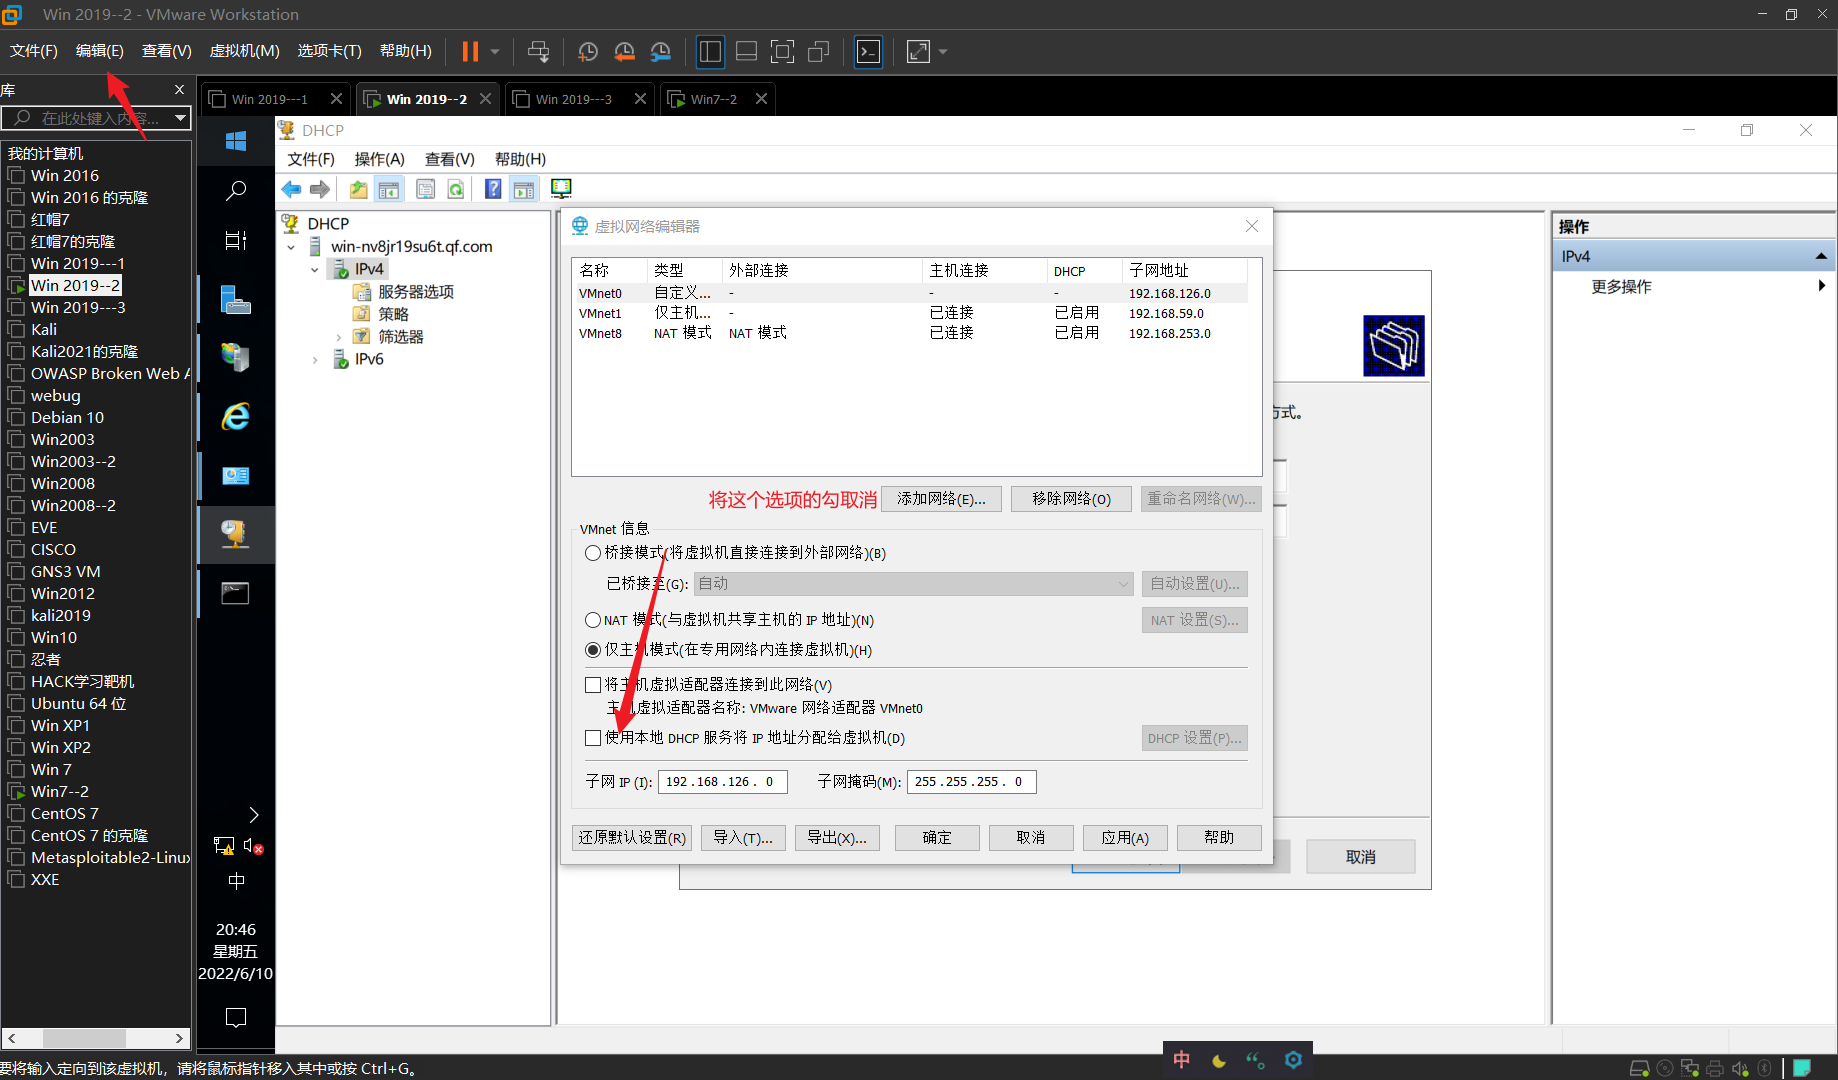 Win 2019--2 - VMware Workstation
文件(F) 编辑(E) 查看(V) 虚拟机(M) 选项卡(T) 帮助(H)
库
在此处键入内容...
我的计算机
Win 2016
Win 2016 的克隆
红帽7
红帽7的克隆
Win 2019---1
Win 2019--2
Win 2019---3
Kali
Kali2021的克隆
OWASP Broken Web A
webug
Debian 10
Win2003
Win2003--2
Win2008
Win2008--2
EVE
CISCO
GNS3 VM
Win2012
kali2019
Win10
忍者
HACK学习靶机
Ubuntu 64 位
Win XP1
Win XP2
Win 7
Win7--2
CentOS 7
CentOS 7 的克隆
Metasploitable2-Linux
XXE
Win 2019---1 Win 2019--2 Win 2019---3 Win7--2
中
20:46
星期五
2022/6/10
DHCP
文件(F) 操作(A) 查看(V) 帮助(H)
DHCP
win-nv8jr19su6t.qf.com
IPv4
服务器选项
策略
筛选器
IPv6
操作
IPv4
更多操作
方式。
取消
虚拟网络编辑器
名称 类型 外部连接 主机连接 DHCP 子网地址
VMnet0 自定义... - - - 192.168.126.0
VMnet1 仅主机... - 已连接 已启用 192.168.59.0
VMnet8 NAT 模式 NAT 模式 已连接 已启用 192.168.253.0
将这个选项的勾取消
添加网络(E)... 移除网络(O) 重命名网络(W)...
VMnet 信息
桥接模式(将虚拟机直接连接到外部网络)(B)
已桥接至(G): 自动 自动设置(U)...
NAT 模式(与虚拟机共享主机的 IP 地址)(N) NAT 设置(S)...
仅主机模式(在专用网络内连接虚拟机)(H)
将主机虚拟适配器连接到此网络(V)
主机虚拟适配器名称: VMware 网络适配器 VMnet0
使用本地 DHCP 服务将 IP 地址分配给虚拟机(D) DHCP 设置(P)...
子网 IP (I): 192.168.126. 0 子网掩码(M): 255.255.255. 0
还原默认设置(R) 导入(T)... 导出(X)... 确定 取消 应用(A) 帮助
要将输入定向到该虚拟机，请将鼠标指针移入其中或按 Ctrl+G。
中